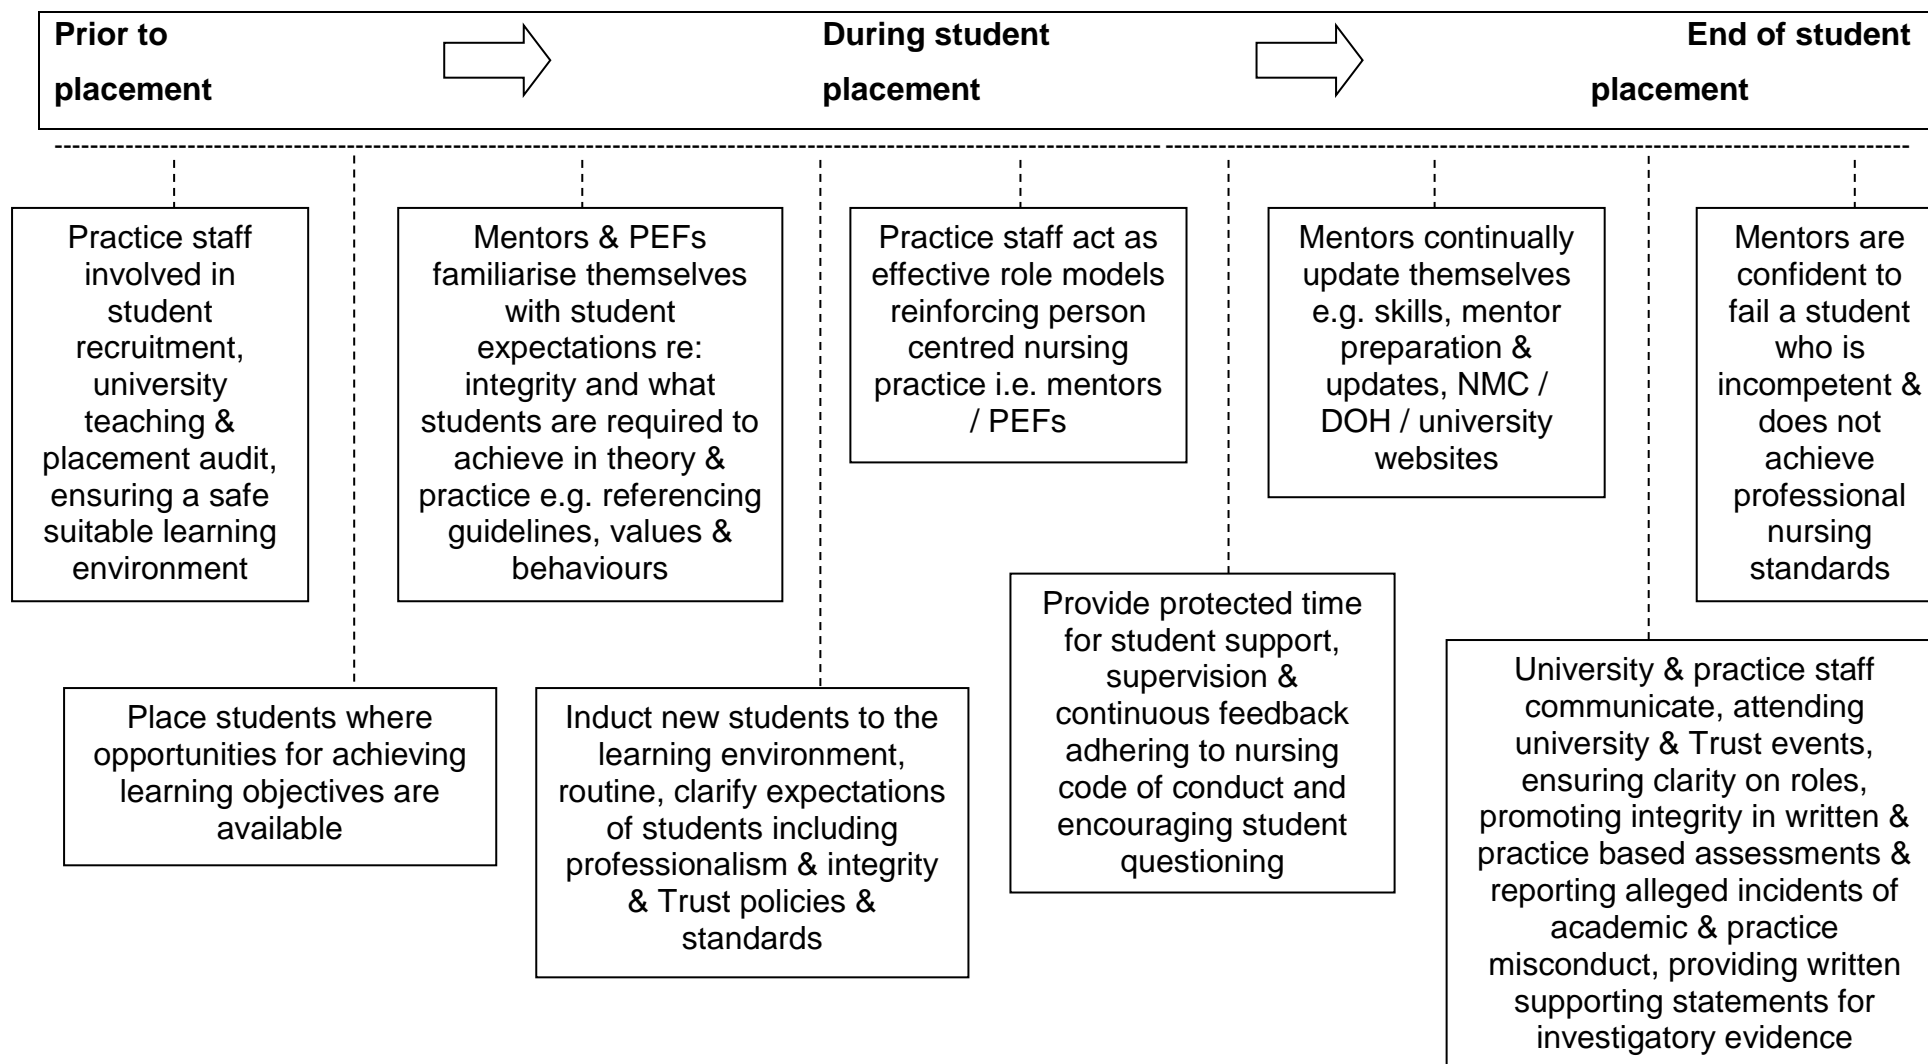 Prior to
placement
During student
placement
End of student
placement
Practice staff
involved in
student
recruitment,
university
teaching &
placement audit,
ensuring a safe
suitable learning
environment
Mentors & PEFs
familiarise themselves
with student
expectations re:
integrity and what
students are required to
achieve in theory &
practice e.g. referencing
guidelines, values &
behaviours
Practice staff act as
effective role models
reinforcing person
centred nursing
practice i.e. mentors
/ PEFs
Mentors continually
update themselves
e.g. skills, mentor
preparation &
updates, NMC /
DOH / university
websites
Mentors are
confident to
fail a student
who is
incompetent &
does not
achieve
professional
nursing
standards
Place students where
opportunities for achieving
learning objectives are
available
Induct new students to the
learning environment,
routine, clarify expectations
of students including
professionalism & integrity
& Trust policies &
standards
Provide protected time
for student support,
supervision &
continuous feedback
adhering to nursing
code of conduct and
encouraging student
questioning
University & practice staff
communicate, attending
university & Trust events,
ensuring clarity on roles,
promoting integrity in written &
practice based assessments &
reporting alleged incidents of
academic & practice
misconduct, providing written
supporting statements for
investigatory evidence